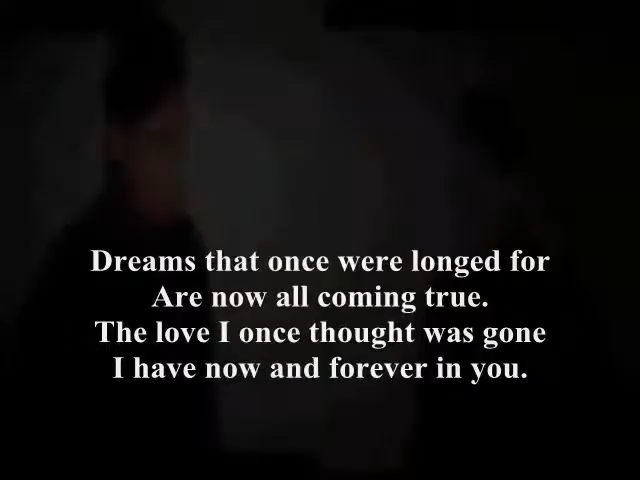 Dreams that once were longed for
Are now all coming true.
The love I once thought was gone
I have now and forever in you.